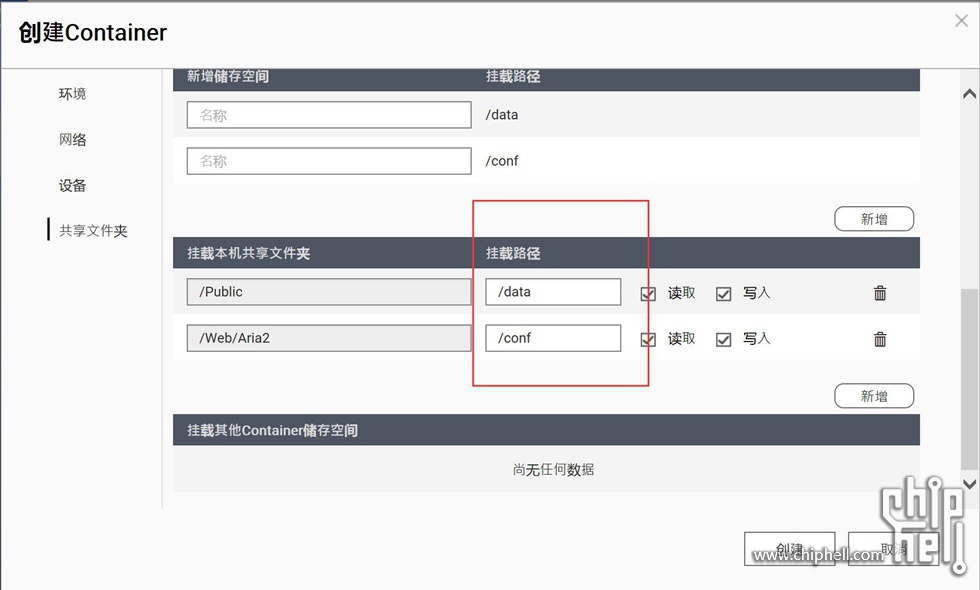 创建Container
环境
网络
设备
共享文件夹
新增储存空间 挂载路径
名称 /data
名称 /conf
新增
挂载本机共享文件夹 挂载路径
/Public /data 读取 写入
/Web/Aria2 /conf 读取 写入
新增
挂载其他Container储存空间
尚无任何数据
创建 取消
chip hell
www.chiphell.com